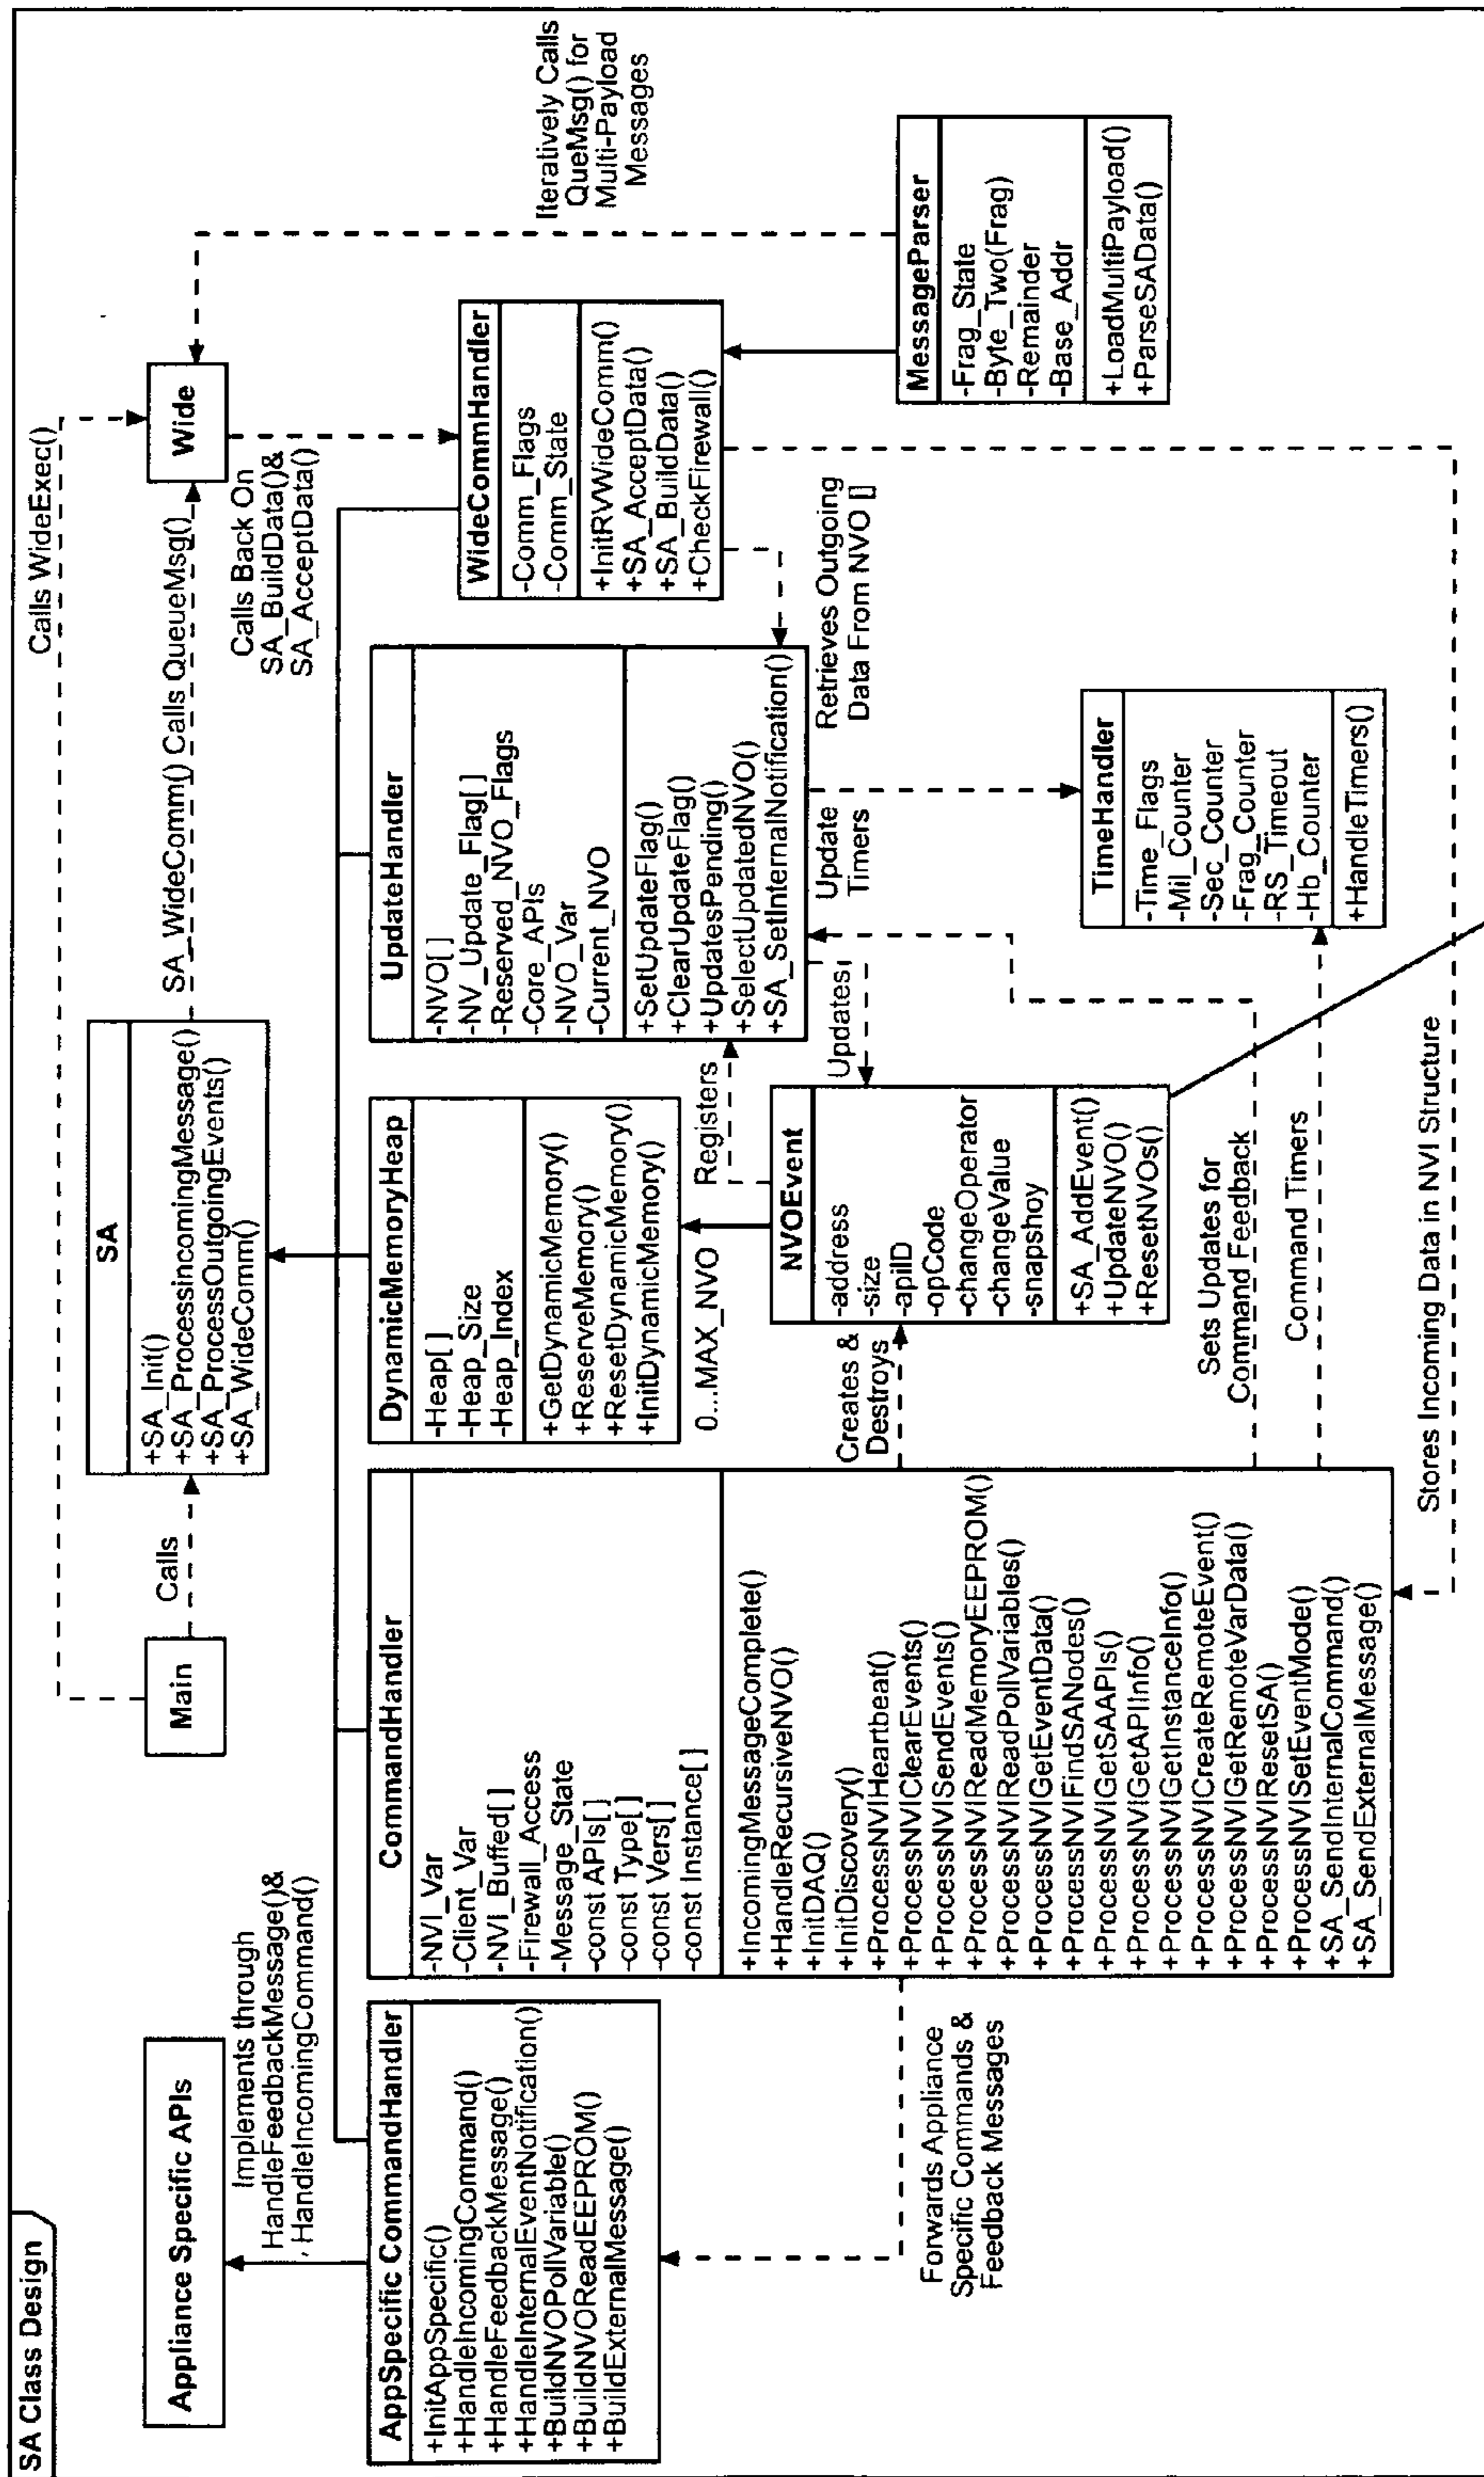 SA Class Design
Appliance Specific APIs
Implements through
HandleFeedbackMessage()&
HandleIncomingCommand()
Main
Calls
Calls WideExec()
SA
+SA_Init()
+SA_ProcessIncomingMessage()
+SA_ProcessOutgoingEvents()
+SA_WideComm()
SA_WideComm() Calls QueueMsg()
Wide
Calls Back On
SA_BuildData()&
SA_AcceptData()
Iteratively Calls
QueMsg() for
Multi-Payload
Messages
AppSpecific CommandHandler
+InitAppSpecific()
+HandleIncomingCommand()
+HandleFeedbackMessage()
+HandleInternalEventNotification()
+BuildNVOPollVariable()
+BuildNVOReadEEPROM()
+BuildExternalMessage()
CommandHandler
-NVI_Var
-Client_Var
-NVI_Buffed[ ]
-Firewall_Access
-Message_State
-const APIs[ ]
-const Type[ ]
-const Vers[ ]
-const Instance[ ]
+IncomingMessageComplete()
+HandleRecursiveNVO()
+InitDAQ()
+InitDiscovery()
+ProcessNVIHeartbeat()
+ProcessNVIClearEvents()
+ProcessNVISendEvents()
+ProcessNVIReadMemoryEEPROM()
+ProcessNVIReadPollVariables()
+ProcessNVIGetEventData()
+ProcessNVIFindSANodes()
+ProcessNVIGetSAAPIs()
+ProcessNVIGetAPIInfo()
+ProcessNVIGetInstanceInfo()
+ProcessNVICreateRemoteEvent()
+ProcessNVIGetRemoteVarData()
+ProcessNVIResetSA()
+ProcessNVISetEventMode()
+SA_SendInternalCommand()
+SA_SendExternalMessage()
DynamicMemoryHeap
-Heap[ ]
-Heap_Size
-Heap_Index
+GetDynamicMemory()
+ReserveMemory()
+ResetDynamicMemory()
+InitDynamicMemory()
UpdateHandler
-NVO[ ]
-NV_Update_Flag[ ]
-Reserved_NVO_Flags
-Core_APIs
-NVO_Var
-Current_NVO
+SetUpdateFlag()
+ClearUpdateFlag()
+UpdatesPending()
+SelectUpdatedNVO()
+SA_SetInternalNotification()
WideCommHandler
-Comm_Flags
-Comm_State
+InitRVWideComm()
+SA_AcceptData()
+SA_BuildData()
+CheckFirewall()
0...MAX_NVO
Registers
Updates
Update
Timers
Retrieves Outgoing
Data From NVO []
Creates &
Destroys
NVOEvent
-address
-size
-apiID
-opCode
-changeOperator
-changeValue
-snapshoy
+SA_AddEvent()
+UpdateNVO()
+ResetNVOs()
MessageParser
-Frag_State
-Byte_Two(Frag)
-Remainder
-Base_Addr
+LoadMultiPayload()
+ParseSAData()
Forwards Appliance
Specific Commands &
Feedback Messages
TimeHandler
-Time_Flags
-Mil_Counter
-Sec_Counter
-Frag_Counter
-RS_Timeout
-Hb_Counter
+HandleTimers()
Sets Updates for
Command Feedback
Command Timers
Stores Incoming Data in NVI Structure